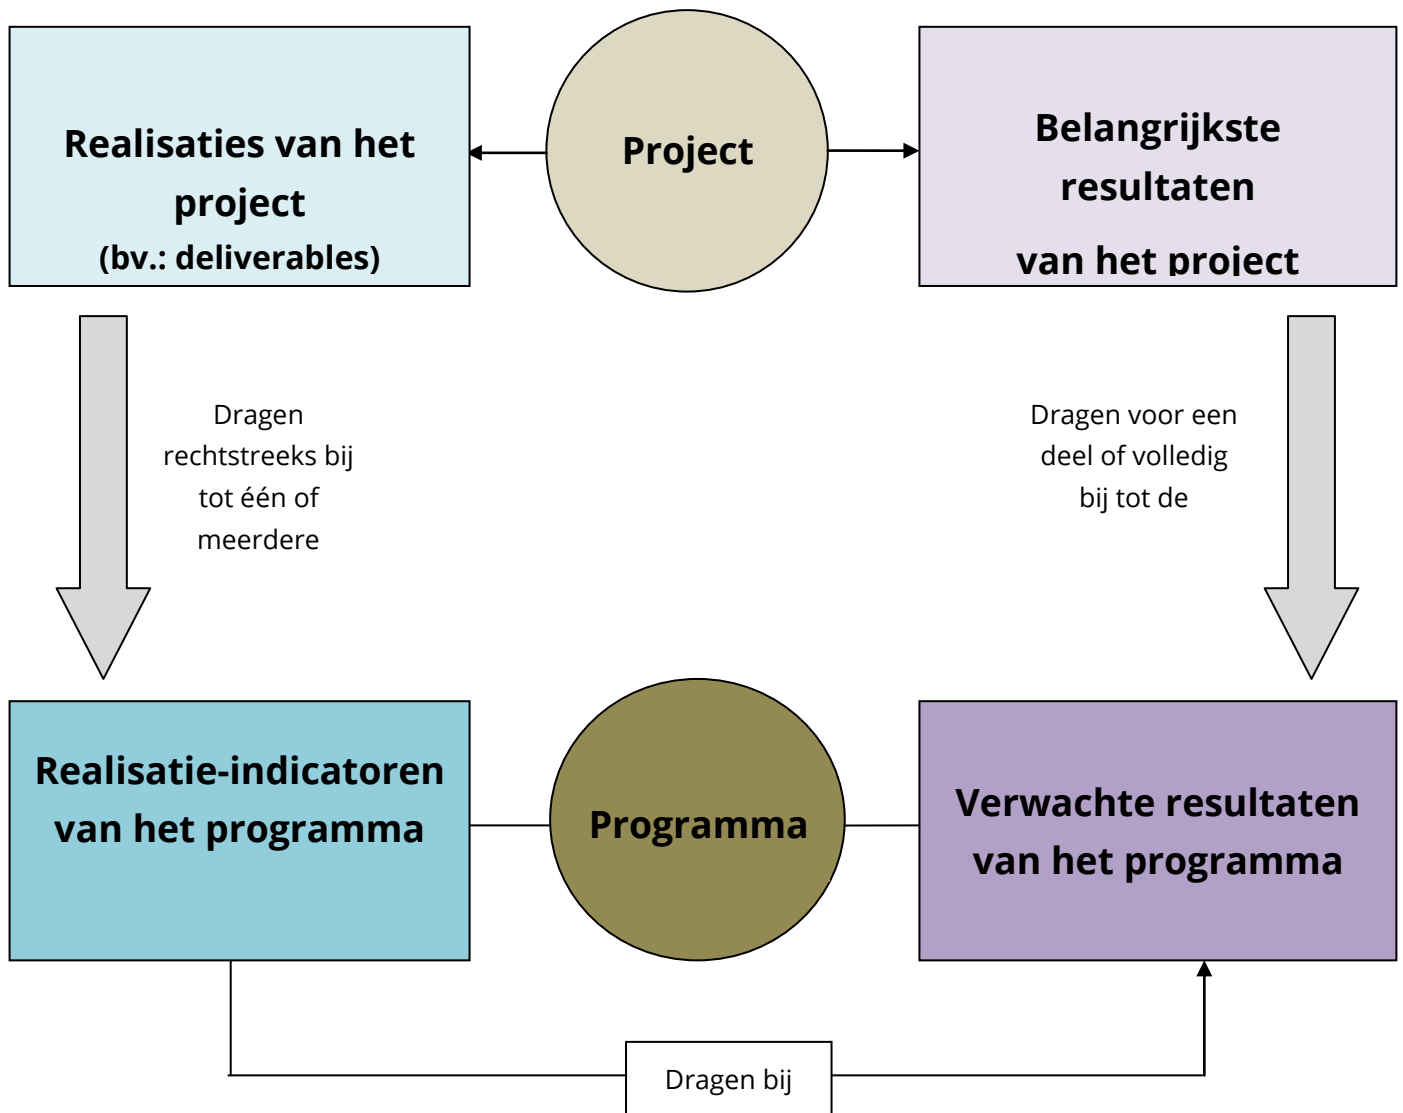 Realisaties van het
project
(bv.: deliverables)
Project
Belangrijkste
resultaten
van het project
Dragen
rechtstreeks bij
tot één of
meerdere
Dragen voor een
deel of volledig
bij tot de
Realisatie-indicatoren
van het programma
Programma
Verwachte resultaten
van het programma
Dragen bij